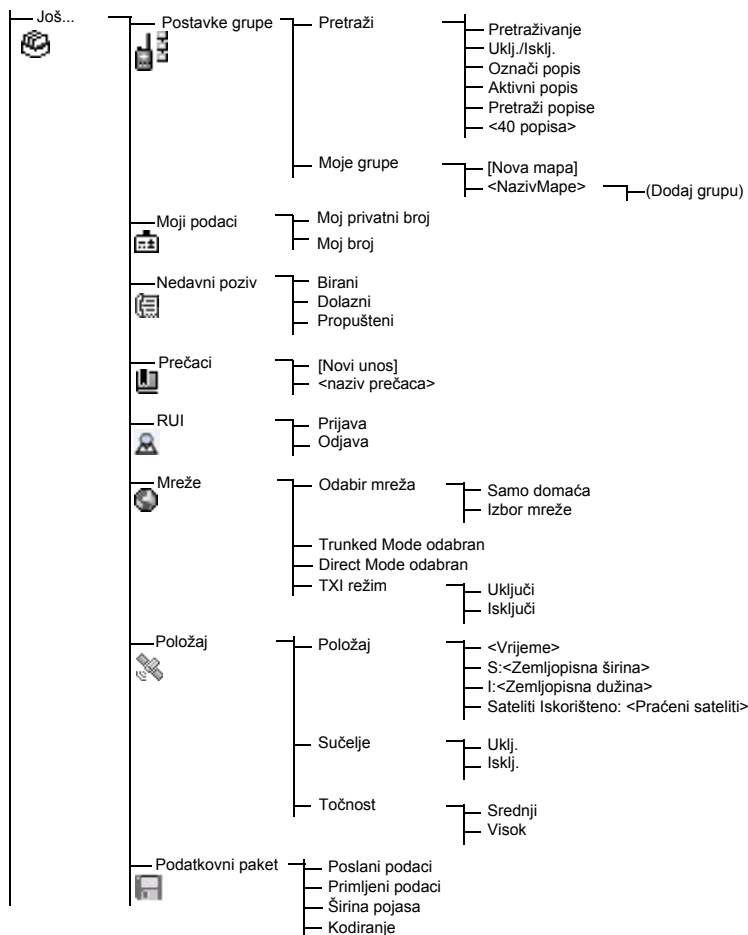 Još...
Postavke grupe
Pretraži
Pretraživanje
Uklj./Isklj.
Označi popis
Aktivni popis
Pretraži popise
<40 popisa>
Moje grupe
[Nova mapa]
<NazivMape>
(Dodaj grupu)
Moji podaci
Moj privatni broj
Moj broj
Nedavni poziv
Birani
Dolazni
Propušteni
Prečaci
[Novi unos]
<naziv prečaca>
RUI
Prijava
Odjava
Mreže
Odabir mreža
Samo domaća
Izbor mreže
Trunked Mode odabran
Direct Mode odabran
TXI režim
Uključi
Isključi
Položaj
Položaj
<Vrijeme>
S:<Zemljopisna širina>
I:<Zemljopisna dužina>
Sateliti Iskorišteno: <Praćeni sateliti>
Sučelje
Uklj.
Isklj.
Točnost
Srednji
Visok
Podatkovni paket
Poslani podaci
Primljeni podaci
Širina pojasa
Kodiranje